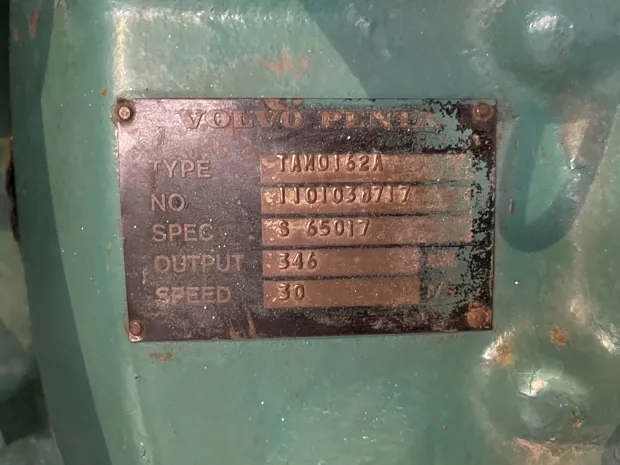 VOLVO PENTA
TYPE TAMD162A
NO 1101038717
SPEC S 65017
OUTPUT 346
SPEED 30